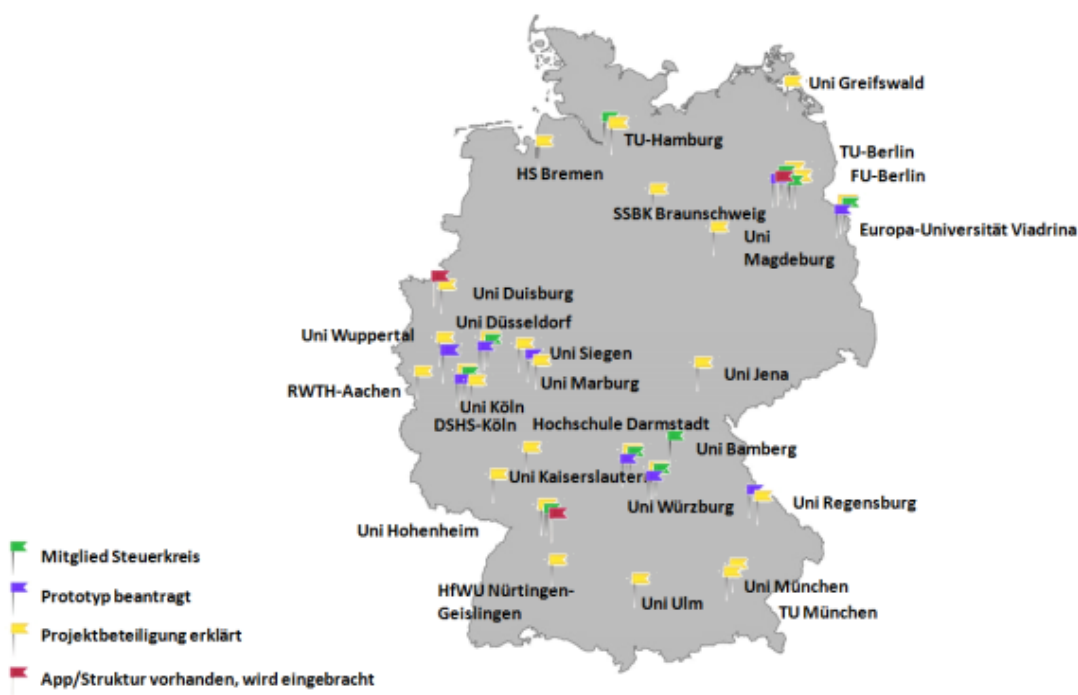 Uni Greifswald
TU-Hamburg
TU-Berlin
HS Bremen
FU-Berlin
SSBK Braunschweig
Europa-Universität Viadrina
Uni
Magdeburg
Uni Duisburg
Uni Düsseldorf
Uni Wuppertal
Uni Siegen
Uni Jena
Uni Marburg
RWTH-Aachen
Uni Köln
DSHS-Köln
Hochschule Darmstadt
Uni Bamberg
Uni Kaiserslautern
Uni Würzburg
Uni Regensburg
Uni Hohenheim
HfWU Nürtingen-
Geislingen
Uni Ulm
Uni München
TU München
Mitglied Steuerkreis
Prototyp beantragt
Projektbeteiligung erklärt
App/Struktur vorhanden, wird eingebracht